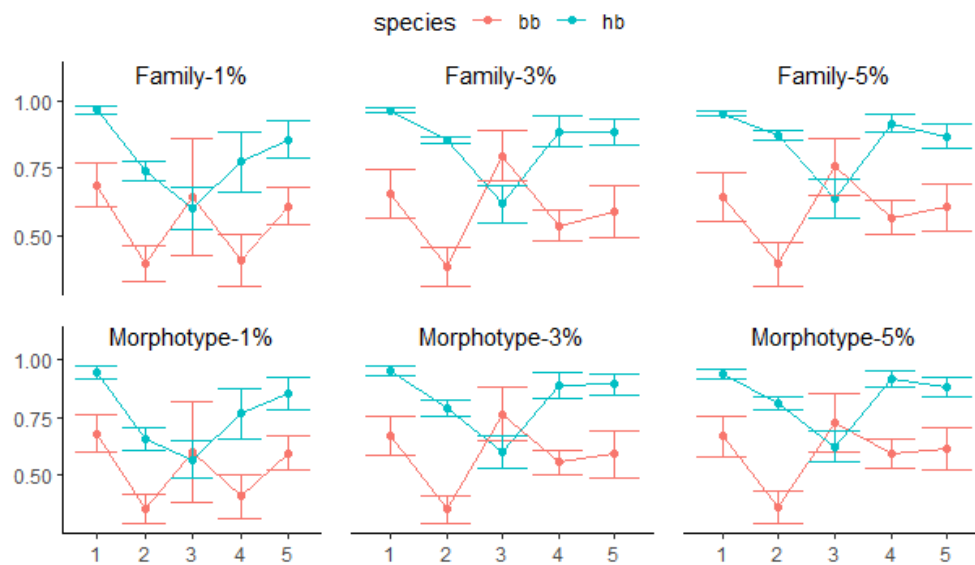 species bb hb
Family-1% Family-3% Family-5%
1.00
0.75
0.50
Morphotype-1% Morphotype-3% Morphotype-5%
1.00
0.75
0.50
1 2 3 4 5 1 2 3 4 5 1 2 3 4 5